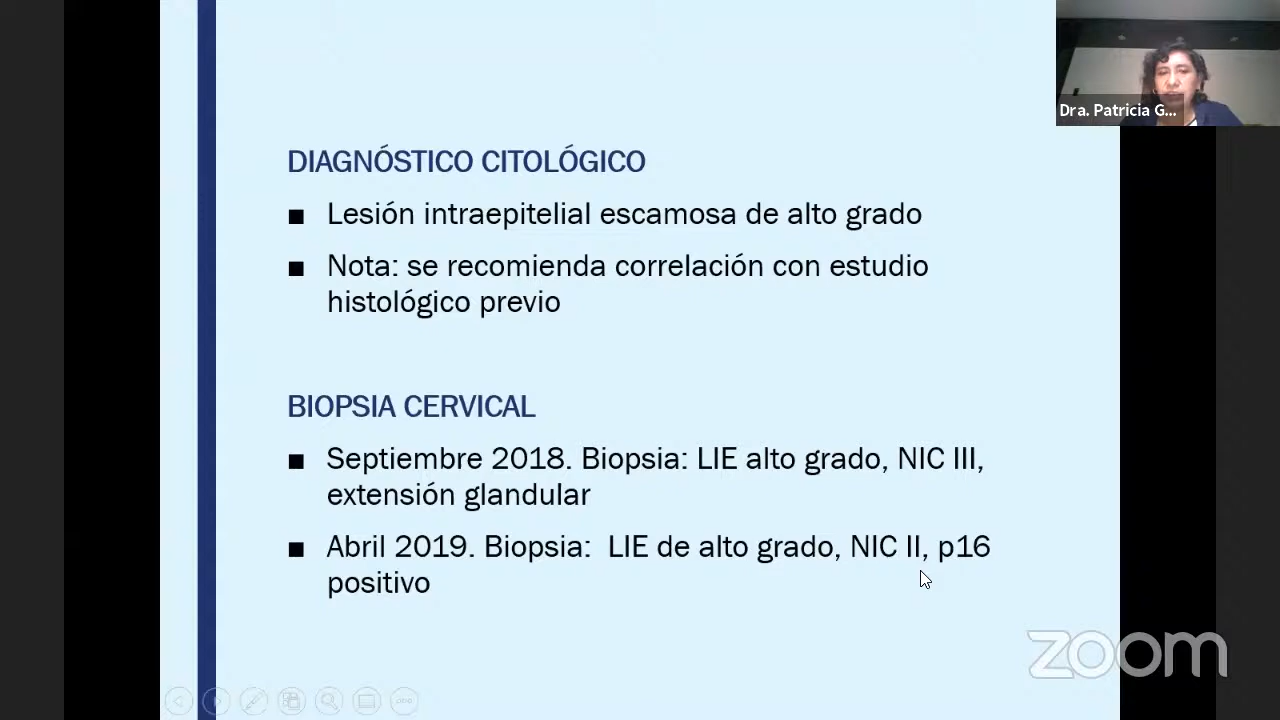 Dra. Patricia G...
DIAGNÓSTICO CITOLÓGICO
■ Lesión intraepitelial escamosa de alto grado
■ Nota: se recomienda correlación con estudio
histológico previo
BIOPSIA CERVICAL
■ Septiembre 2018. Biopsia: LIE alto grado, NIC III,
extensión glandular
■ Abril 2019. Biopsia:  LIE de alto grado, NIC II, p16
positivo
zoom